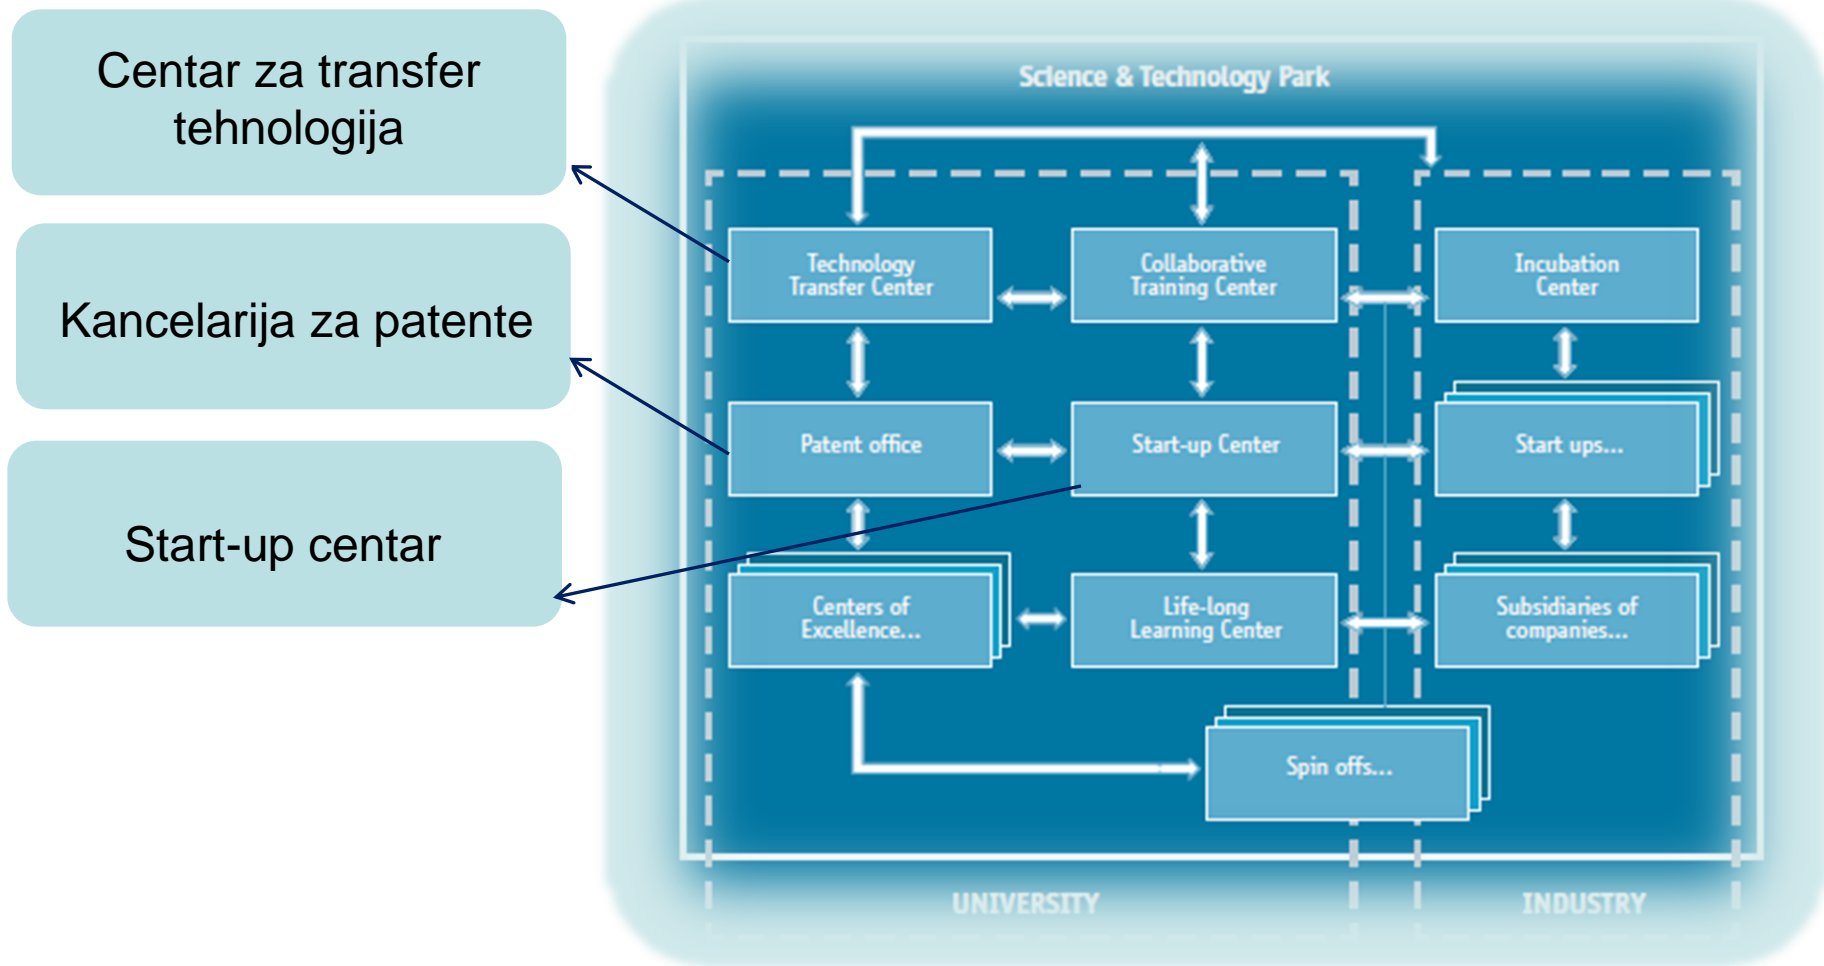 Centar za transfer
tehnologija
Kancelarija za patente
Start-up centar
Science & Technology Park
Technology
Transfer Center
Collaborative
Training Center
Incubation
Center
Patent office
Start-up Center
Start ups...
Centers of
Excellence...
Life-long
Learning Center
Subsidiaries of
companies...
Spin offs...
UNIVERSITY
INDUSTRY